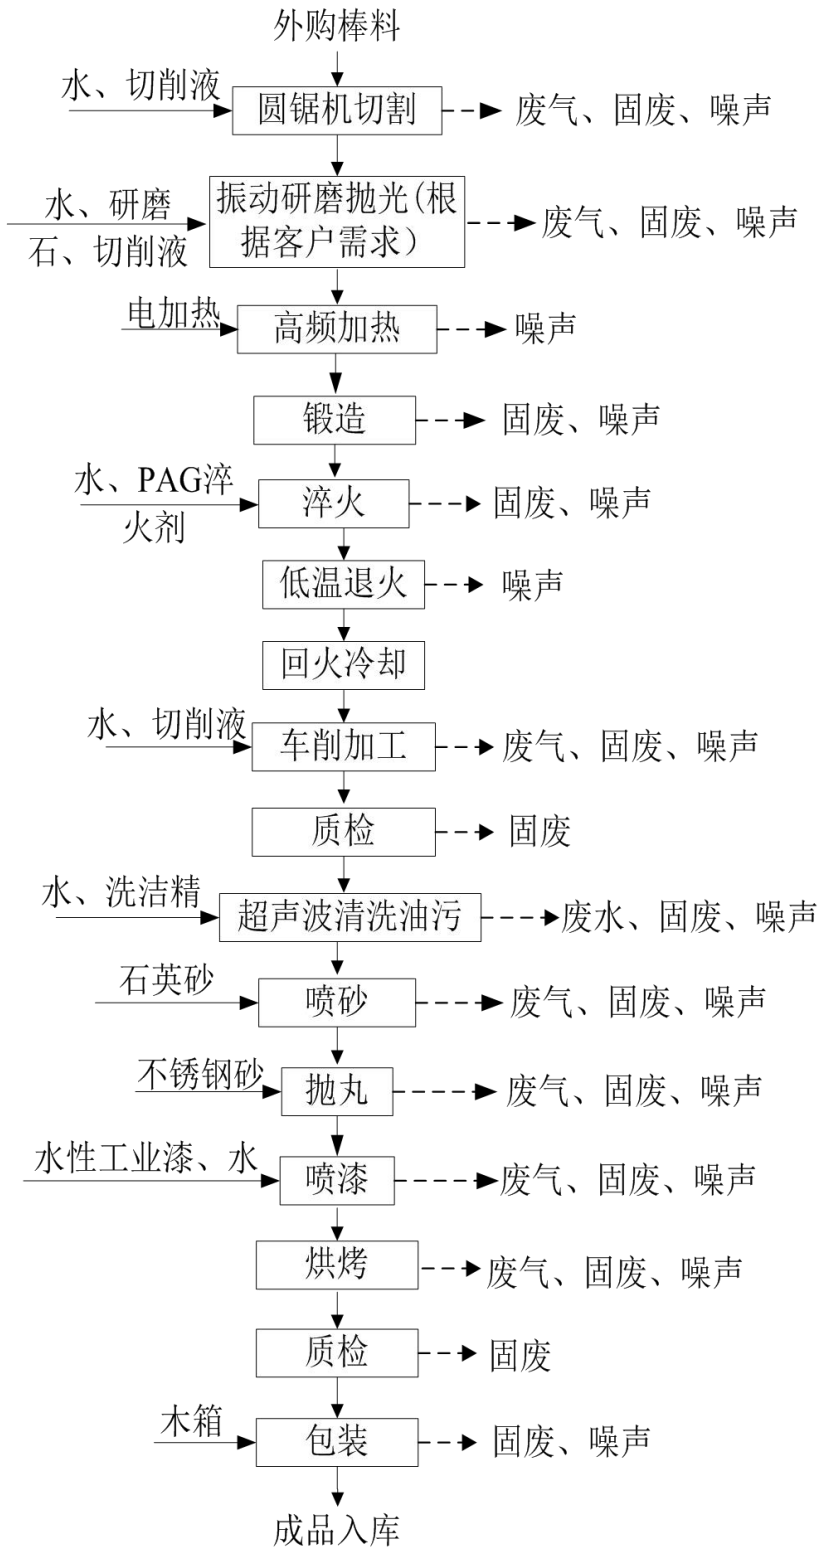 外购棒料
水、切削液
圆锯机切割
废气、固废、噪声
水、研磨
石、切削液
振动研磨抛光(根
据客户需求）
废气、固废、噪声
电加热
高频加热
噪声
锻造
固废、噪声
水、PAG淬
火剂
淬火
固废、噪声
低温退火
噪声
回火冷却
水、切削液
车削加工
废气、固废、噪声
质检
固废
水、洗洁精
超声波清洗油污
废水、固废、噪声
石英砂
喷砂
废气、固废、噪声
不锈钢砂
抛丸
废气、固废、噪声
水性工业漆、水
喷漆
废气、固废、噪声
烘烤
废气、固废、噪声
质检
固废
木箱
包装
固废、噪声
成品入库